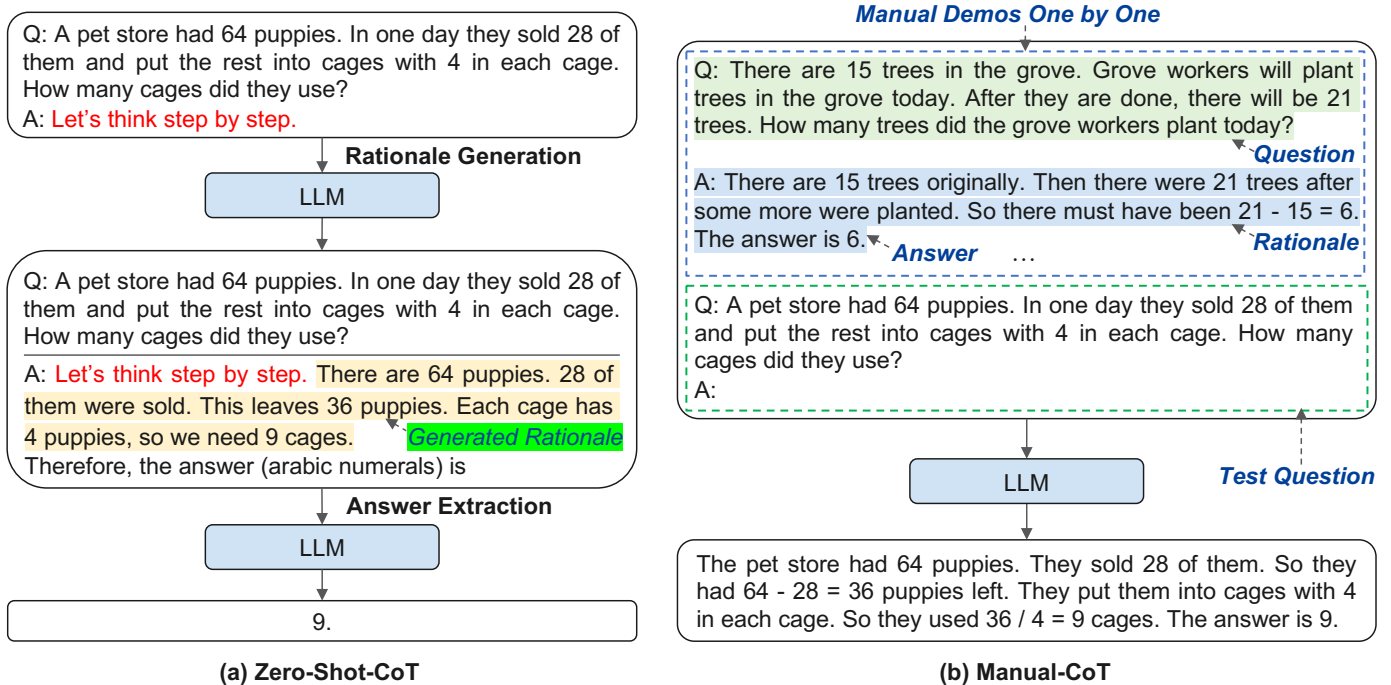 Q: A pet store had 64 puppies. In one day they sold 28 of
them and put the rest into cages with 4 in each cage.
How many cages did they use?
A: Let's think step by step.
Rationale Generation
LLM
Q: A pet store had 64 puppies. In one day they sold 28 of
them and put the rest into cages with 4 in each cage.
How many cages did they use?
A: Let's think step by step. There are 64 puppies. 28 of
them were sold. This leaves 36 puppies. Each cage has
4 puppies, so we need 9 cages.
Generated Rationale
Therefore, the answer (arabic numerals) is
Answer Extraction
LLM
9.
(a) Zero-Shot-CoT
Manual Demos One by One
Q: There are 15 trees in the grove. Grove workers will plant
trees in the grove today. After they are done, there will be 21
trees. How many trees did the grove workers plant today?
Question
A: There are 15 trees originally. Then there were 21 trees after
some more were planted. So there must have been 21 - 15 = 6.
The answer is 6.
Answer
...
Rationale
Q: A pet store had 64 puppies. In one day they sold 28 of them
and put the rest into cages with 4 in each cage. How many
cages did they use?
A:
LLM
Test Question
The pet store had 64 puppies. They sold 28 of them. So they
had 64 - 28 = 36 puppies left. They put them into cages with 4
in each cage. So they used 36 / 4 = 9 cages. The answer is 9.
(b) Manual-CoT